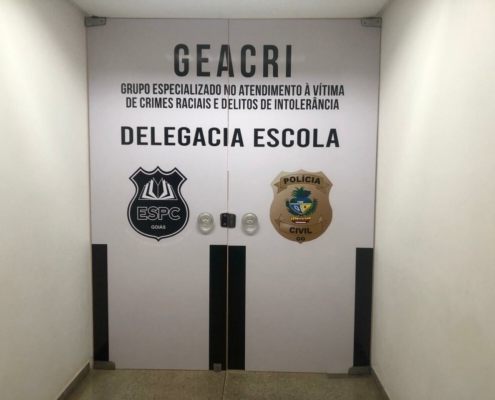 GEACRI
GRUPO ESPECIALIZADO NO ATENDIMENTO À VÍTIMA
DE CRIMES RACIAIS E DELITOS DE INTOLERÂNCIA
DELEGACIA ESCOLA
ESPC
GOIÁS
POLÍCIA
CIVIL
GO